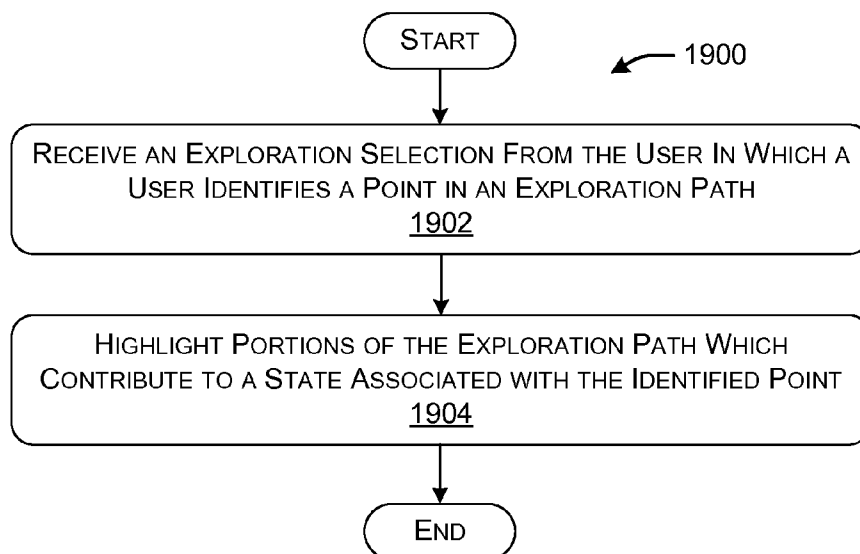 START
1900
RECEIVE AN EXPLORATION SELECTION FROM THE USER IN WHICH A
USER IDENTIFIES A POINT IN AN EXPLORATION PATH
1902
HIGHLIGHT PORTIONS OF THE EXPLORATION PATH WHICH
CONTRIBUTE TO A STATE ASSOCIATED WITH THE IDENTIFIED POINT
1904
END